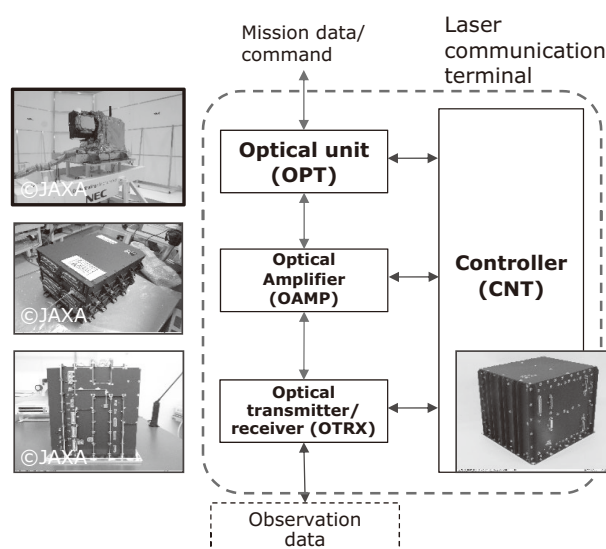 Mission data/
command
Laser
communication
terminal
Optical unit
(OPT)
©JAXA
NEC
Optical
Amplifier
(OAMP)
Controller
(CNT)
©JAXA
Optical
transmitter/
receiver (OTRX)
©JAXA
Observation
data